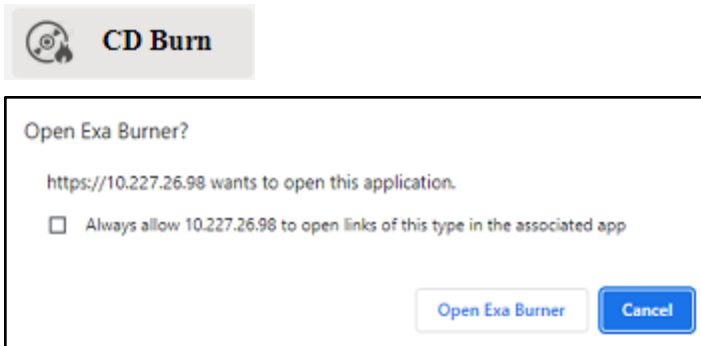 CD Burn
Open Exa Burner?
https://10.227.26.98 wants to open this application.
Always allow 10.227.26.98 to open links of this type in the associated app
Open Exa Burner
Cancel